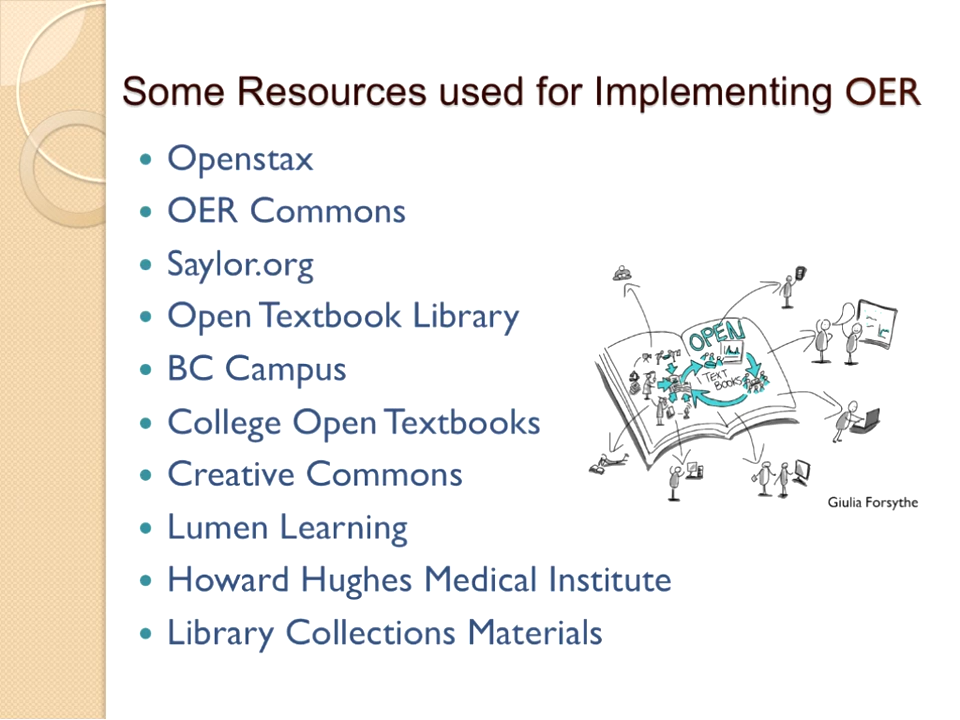 Some Resources used for Implementing OER
Openstax
OER Commons
Saylor.org
Open Textbook Library
BC Campus
College Open Textbooks
Creative Commons
Lumen Learning
Howard Hughes Medical Institute
Library Collections Materials
OPEN
TEXT
BOOKS
Giulia Forsythe